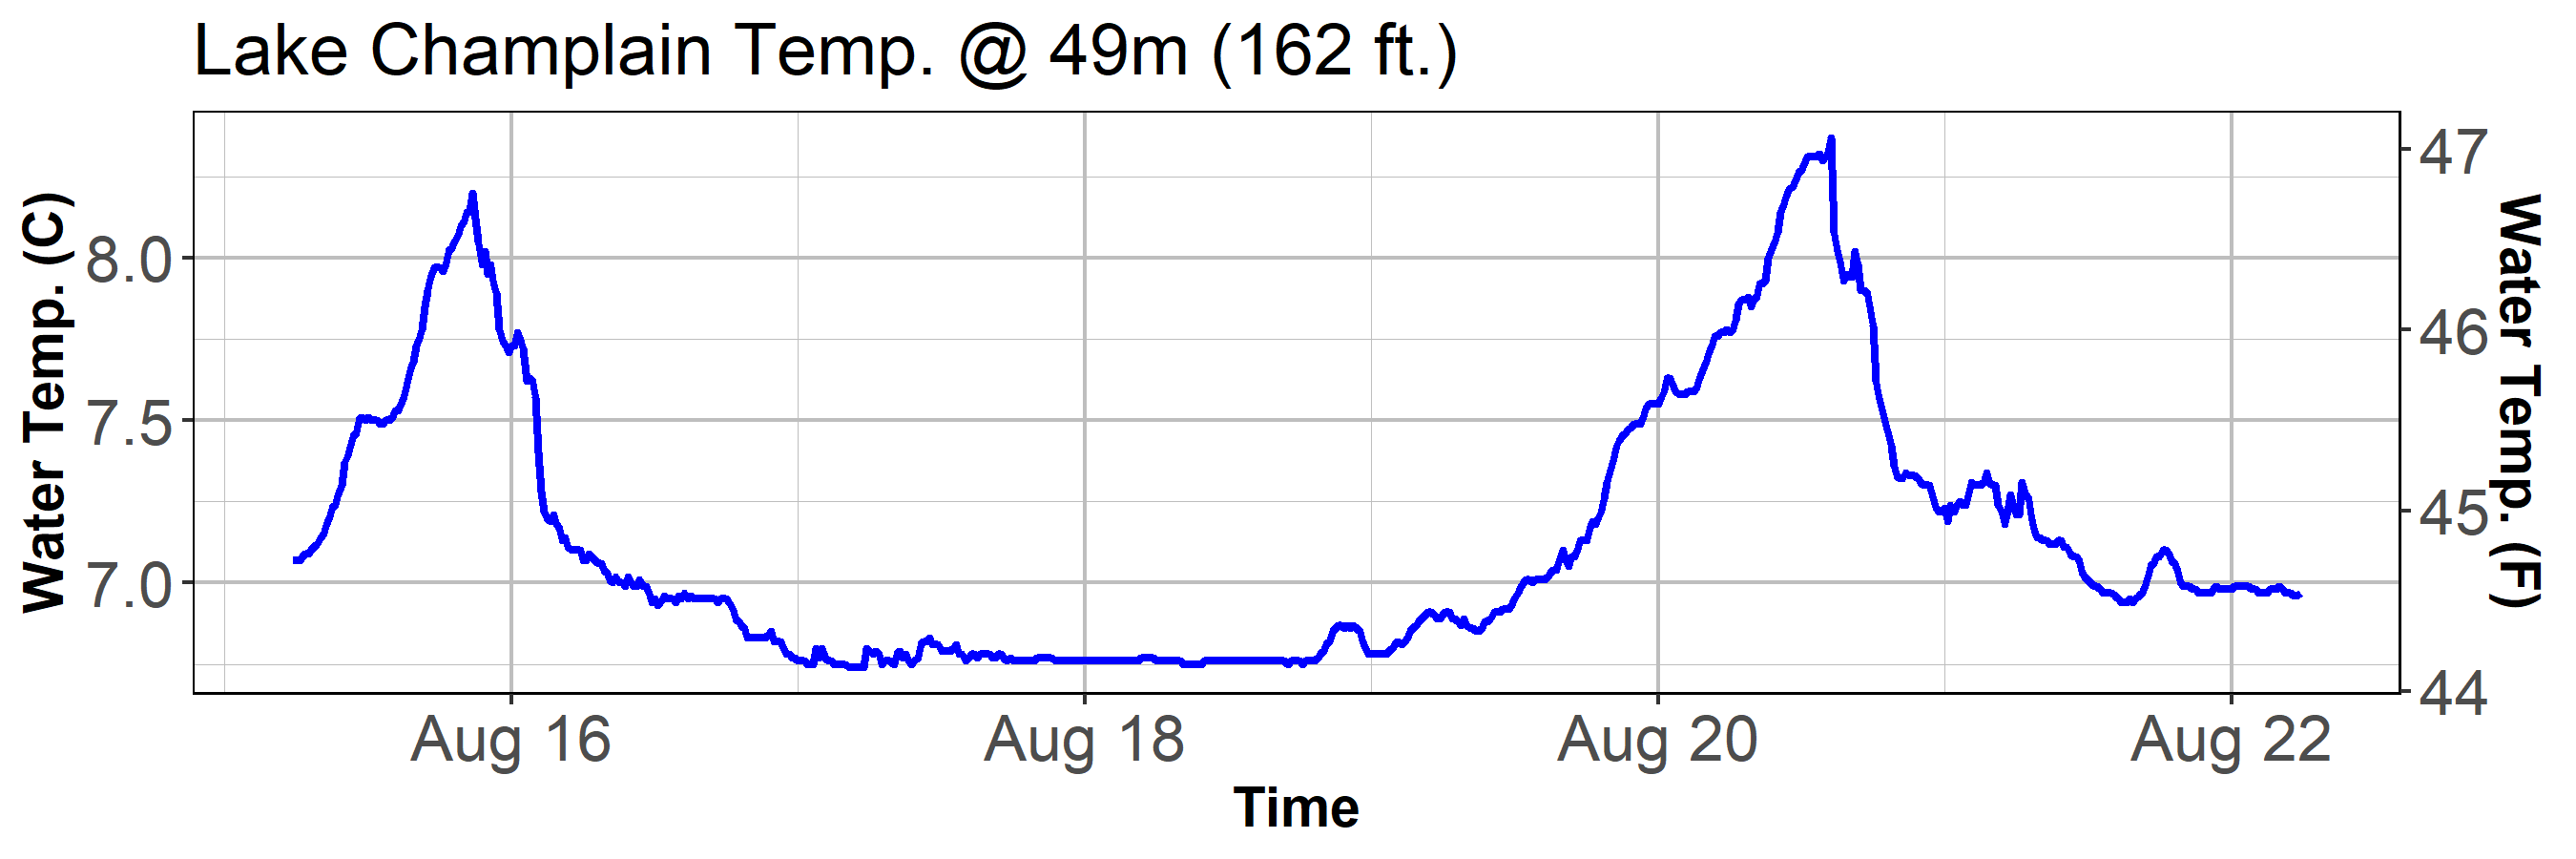 Lake Champlain Temp. @ 49m (162 ft.)
Water Temp. (C)
8.0
7.5
7.0
47
46
45
44
Water Temp. (F)
Aug 16 Aug 18 Aug 20 Aug 22
Time